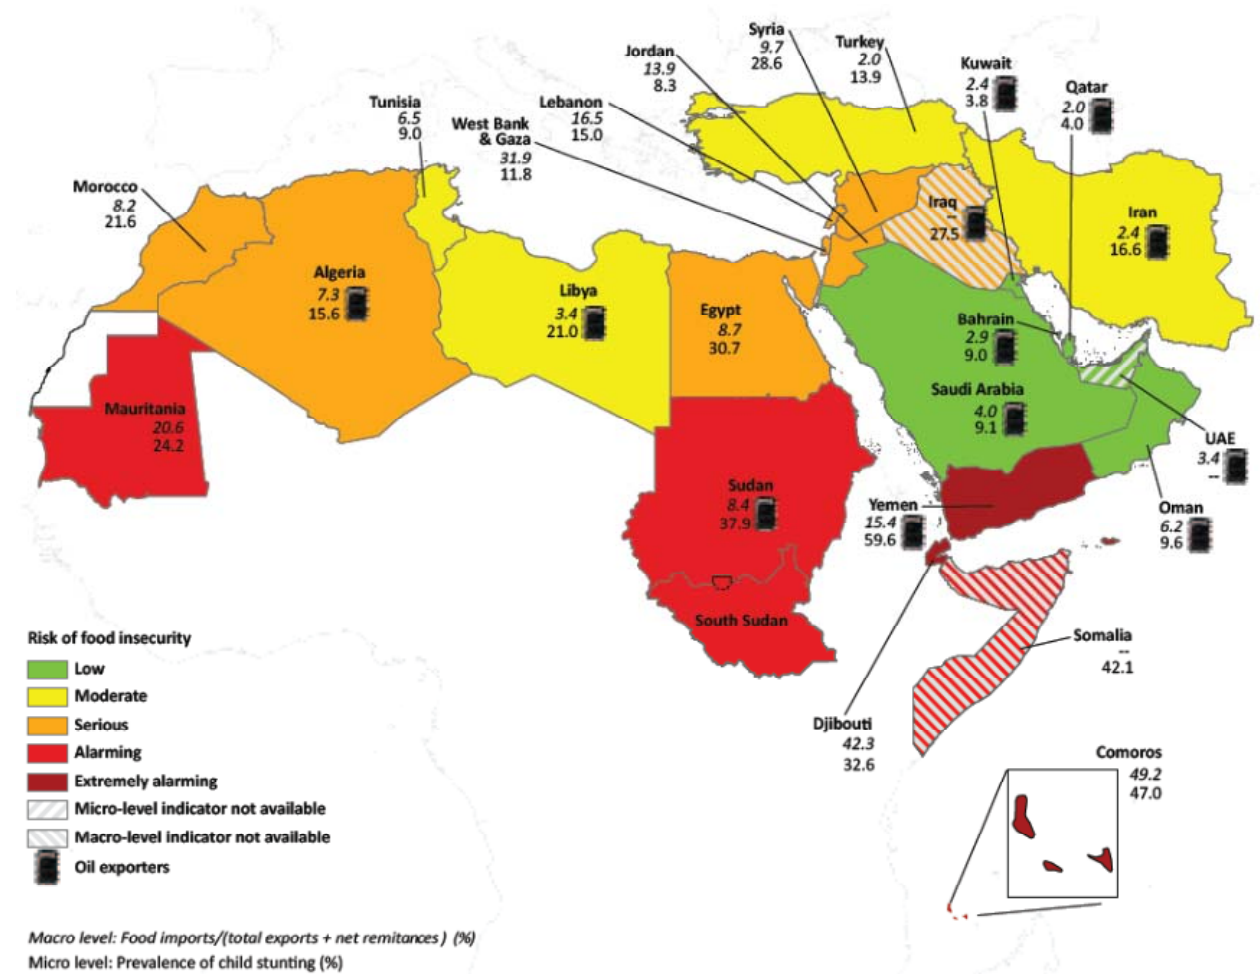 Syria
9.7
28.6
Turkey
2.0
13.9
Jordan
13.9
8.3
Kuwait
2.4
3.8
Qatar
2.0
4.0
Tunisia
6.5
9.0
Lebanon
16.5
15.0
West Bank
& Gaza
31.9
11.8
Morocco
8.2
21.6
Iraq
--
27.5
Iran
2.4
16.6
Algeria
7.3
15.6
Libya
3.4
21.0
Egypt
8.7
30.7
Bahrain
2.9
9.0
Saudi Arabia
4.0
9.1
Mauritania
20.6
24.2
UAE
3.4
--
Sudan
8.4
37.9
Yemen
15.4
59.6
Oman
6.2
9.6
South Sudan
Somalia
--
42.1
Djibouti
42.3
32.6
Comoros
49.2
47.0
Risk of food insecurity
Low
Moderate
Serious
Alarming
Extremely alarming
Micro-level indicator not available
Macro-level indicator not available
Oil exporters
Macro level: Food imports/(total exports + net remitances ) (%)
Micro level: Prevalence of child stunting (%)